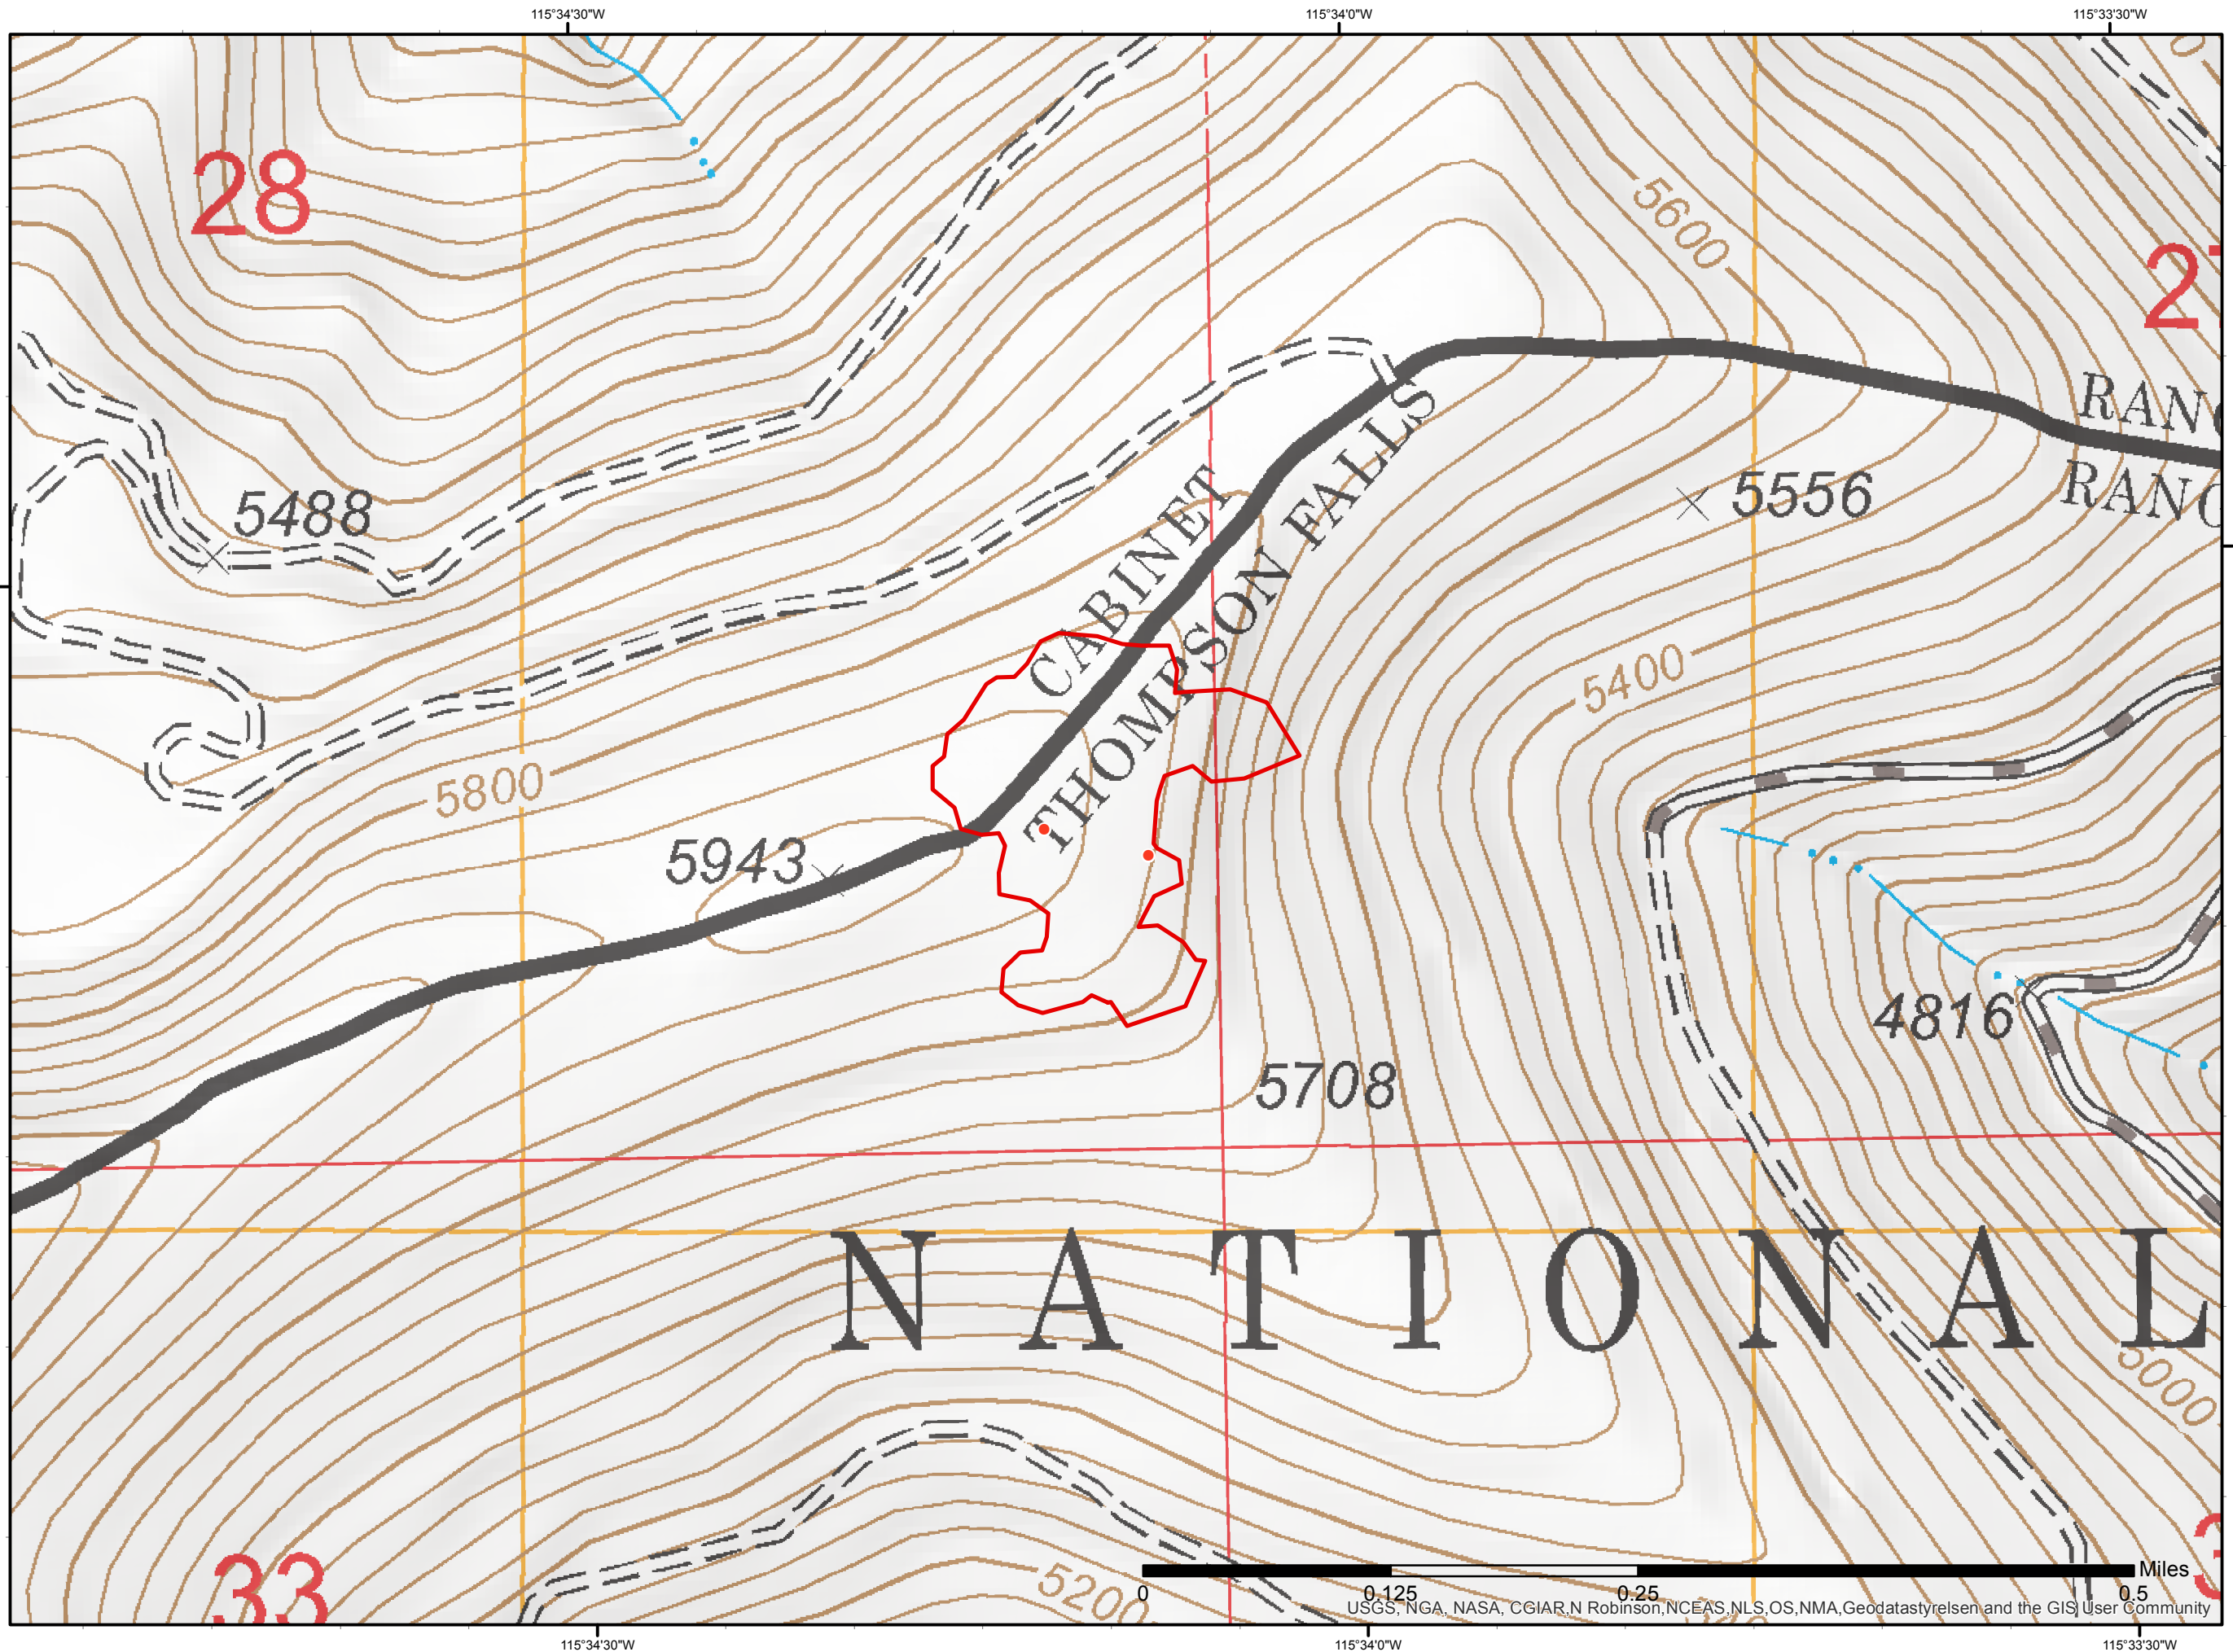 115°34'30"W
115°34'0"W
115°33'30"W
28
5600
2
RAN
5488
CABINET
THOMPSON FALLS
5556
RAN
5400
5800
5943
4816
5708
NATIONAL
5000
33
5200
Miles
0
0.125
0.25
0.5
USGS, NGA, NASA, CGIAR,N Robinson,NCEAS,NLS,OS,NMA,Geodatastyrelsen and the GIS User Community
115°34'30"W
115°34'0"W
115°33'30"W